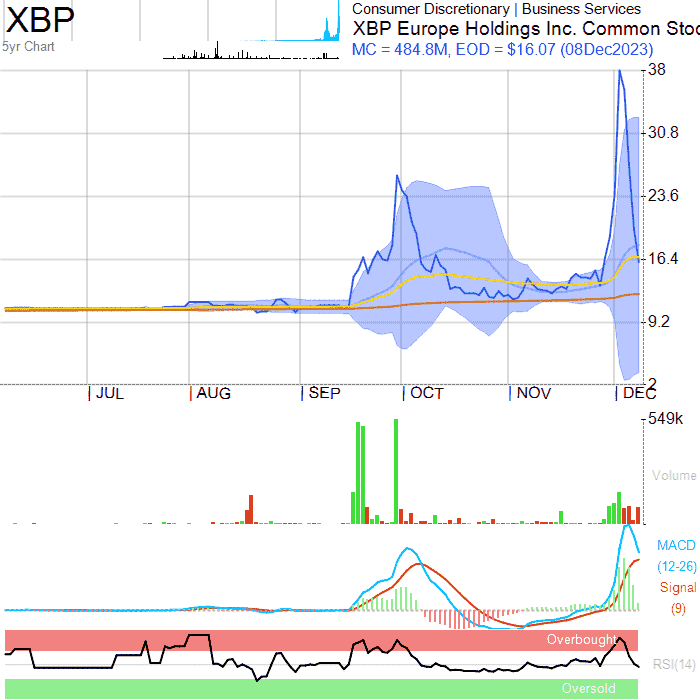 XBP
5yr Chart
Consumer Discretionary | Business Services
XBP Europe Holdings Inc. Common Stoc
MC = 484.8M, EOD = $16.07 (08Dec2023)
38
30.8
23.6
16.4
9.2
2
JUL
AUG
SEP
OCT
NOV
DEC
549k
Volume
MACD
(12-26)
Signal
(9)
Overbought
RSI(14)
Oversold